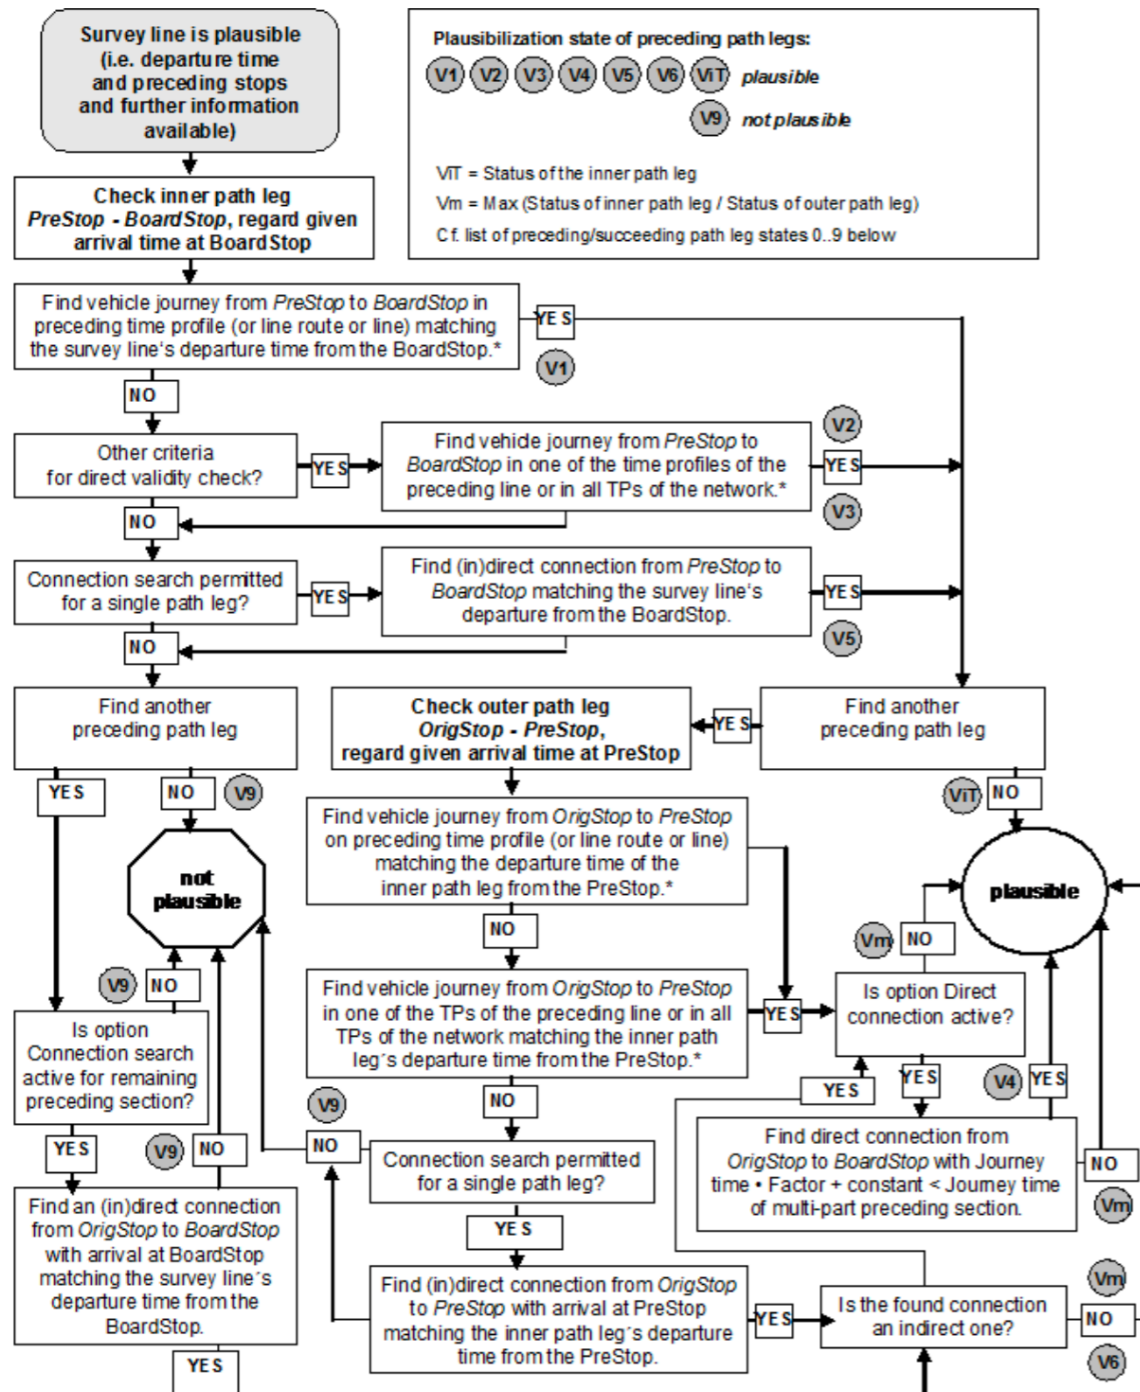 Survey line is plausible
(i.e. departure time
and preceding stops
and further information
available)
Plausibilization state of preceding path legs:
V1 V2 V3 V4 V5 V6 ViT plausible
V9 not plausible
ViT = Status of the inner path leg
Vm = Max (Status of inner path leg / Status of outer path leg)
Cf. list of preceding/succeeding path leg states 0..9 below
Check inner path leg
PreStop - BoardStop, regard given
arrival time at BoardStop
Find vehicle journey from PreStop to BoardStop in
preceding time profile (or line route or line) matching
the survey line's departure time from the BoardStop.*
YES
V1
NO
Other criteria
for direct validity check?
YES
Find vehicle journey from PreStop to
BoardStop in one of the time profiles of the
preceding line or in all TPs of the network.*
V2
YES
V3
NO
Connection search permitted
for a single path leg?
YES
Find (in)direct connection from PreStop to
BoardStop matching the survey line's
departure from the BoardStop.
YES
V5
NO
Find another
preceding path leg
Check outer path leg
OrigStop - PreStop,
regard given arrival time at PreStop
YES
Find another
preceding path leg
YES
NO
V9
ViT
NO
not
plausible
Find vehicle journey from OrigStop to PreStop
on preceding time profile (or line route or line)
matching the departure time of the
inner path leg from the PreStop.*
plausible
NO
Vm
NO
V9
NO
Find vehicle journey from OrigStop to PreStop
in one of the TPs of the preceding line or in all
TPs of the network matching the inner path
leg´s departure time from the PreStop.*
YES
Is option Direct
connection active?
Is option
Connection search
active for remaining
preceding section?
YES
YES
V4
YES
NO
V9
NO
YES
V9
NO
Connection search permitted
for a single path leg?
Find direct connection from
OrigStop to BoardStop with Journey
time • Factor + constant < Journey time
of multi-part preceding section.
NO
Vm
Find an (in)direct connection
from OrigStop to BoardStop
with arrival at BoardStop
matching the survey line´s
departure time from the
BoardStop.
YES
Find (in)direct connection from OrigStop
to PreStop with arrival at PreStop
matching the inner path leg´s departure
time from the PreStop.
YES
Is the found connection
an indirect one?
Vm
NO
V6
YES